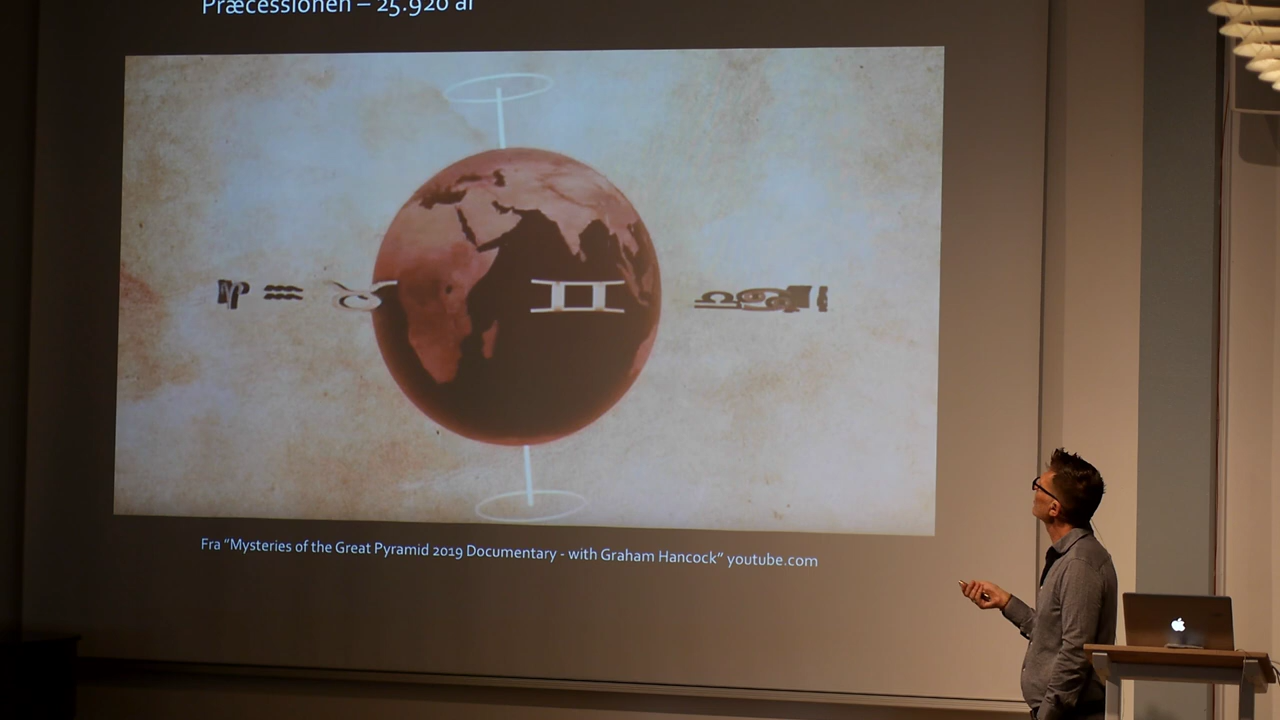 Præcessionen – 25.920 år
Fra “Mysteries of the Great Pyramid 2019 Documentary - with Graham Hancock” youtube.com